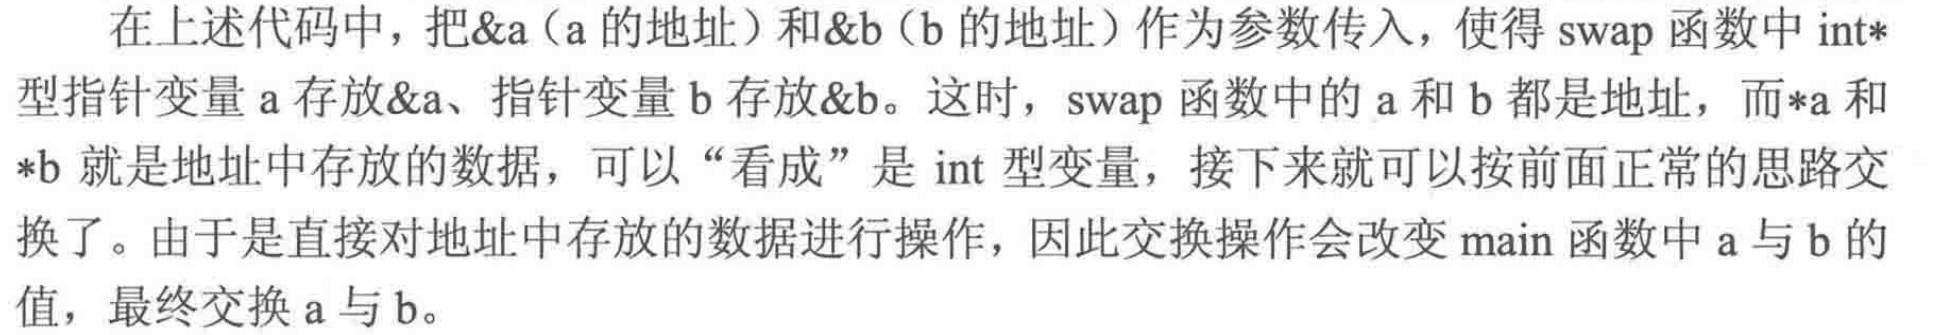 在上述代码中，把&a（a 的地址）和&b（b 的地址）作为参数传入，使得 swap 函数中 int*
型指针变量 a 存放&a、指针变量 b 存放&b。这时，swap 函数中的 a 和 b 都是地址，而*a 和
*b 就是地址中存放的数据，可以“看成”是 int 型变量，接下来就可以按前面正常的思路交
换了。由于是直接对地址中存放的数据进行操作，因此交换操作会改变 main 函数中 a 与 b 的
值，最终交换 a 与 b。